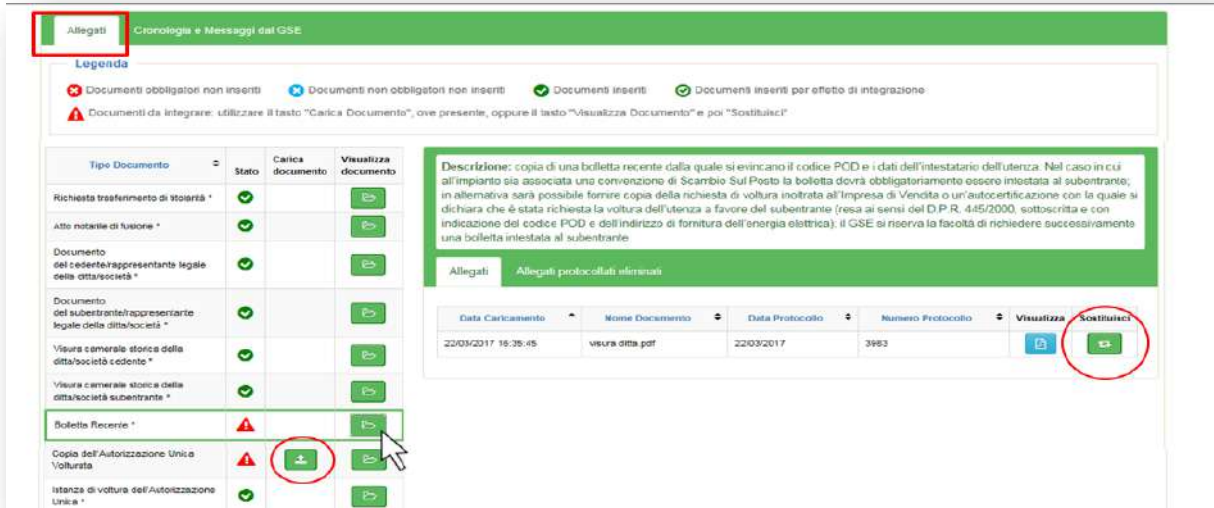 Allegati
Cronologia e Messaggi dal GSE
Legenda
Documenti obbligatori non inseriti
Documenti non obbligatori non inseriti
Documenti inseriti
Documenti inseriti per effetto di integrazione
Documenti da integrare: utilizzare il tasto "Carica Documento", ove presente, oppure il tasto "Visualizza Documento" e poi "Sostituisci"
Tipo Documento
Stato
Carica
documento
Visualizza
documento
Richiesta trasferimento di titolarità *
Atto notarile di fusione *
Documento
del cedente/rappresentante legale
della ditta/società *
Documento
del subentrante/rappresentante
legale della ditta/società *
Visura camerale storica della
ditta/società cedente *
Visura camerale storica della
ditta/società subentrante *
Bolletta Recente *
Copia dell'Autorizzazione Unica
Volturata
Istanza di voltura dell'Autorizzazione
Unica *
Descrizione: copia di una bolletta recente dalla quale si evincano il codice POD e i dati dell'intestatario dell'utenza. Nel caso in cui
all'impianto sia associata una convenzione di Scambio Sul Posto la bolletta dovrà obbligatoriamente essere intestata al subentrante;
in alternativa sarà possibile fornire copia della richiesta di voltura inoltrata all'Impresa di Vendita o un'autocertificazione con la quale si
dichiara che è stata richiesta la voltura dell'utenza a favore del subentrante (resa ai sensi del D.P.R. 445/2000, sottoscritta e con
indicazione del codice POD e dell'indirizzo di fornitura dell'energia elettrica); il GSE si riserva la facoltà di richiedere successivamente
una bolletta intestata al subentrante
Allegati
Allegati protocollati eliminati
Data Caricamento
Nome Documento
Data Protocollo
Numero Protocollo
Visualizza
Sostituisci
22/03/2017 16:35:45
visura ditta.pdf
22/03/2017
3983